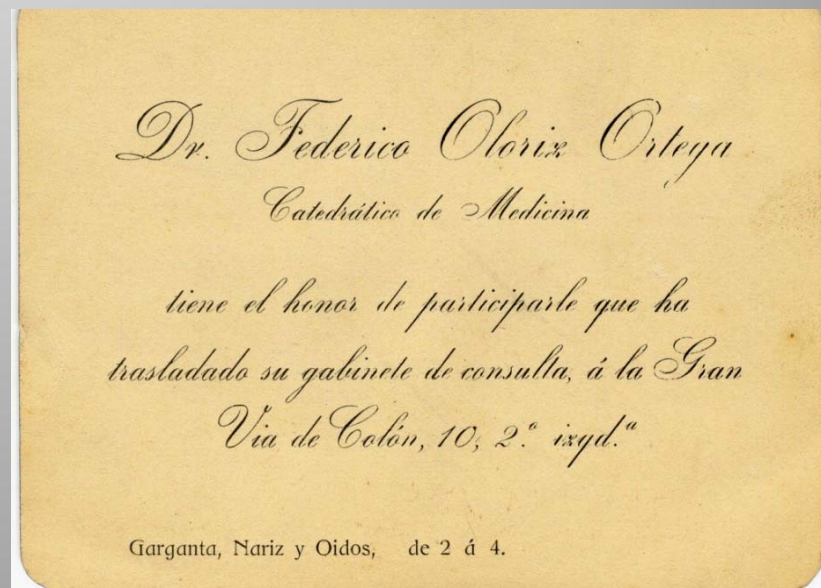 Dr. Federico Oloriz Ortega
Catedrático de Medicina
tiene el honor de participarle que ha
trasladado su gabinete de consulta, á la Gran
Via de Colón, 10, 2.º izqd.ª
Garganta, Nariz y Oidos, de 2 á 4.